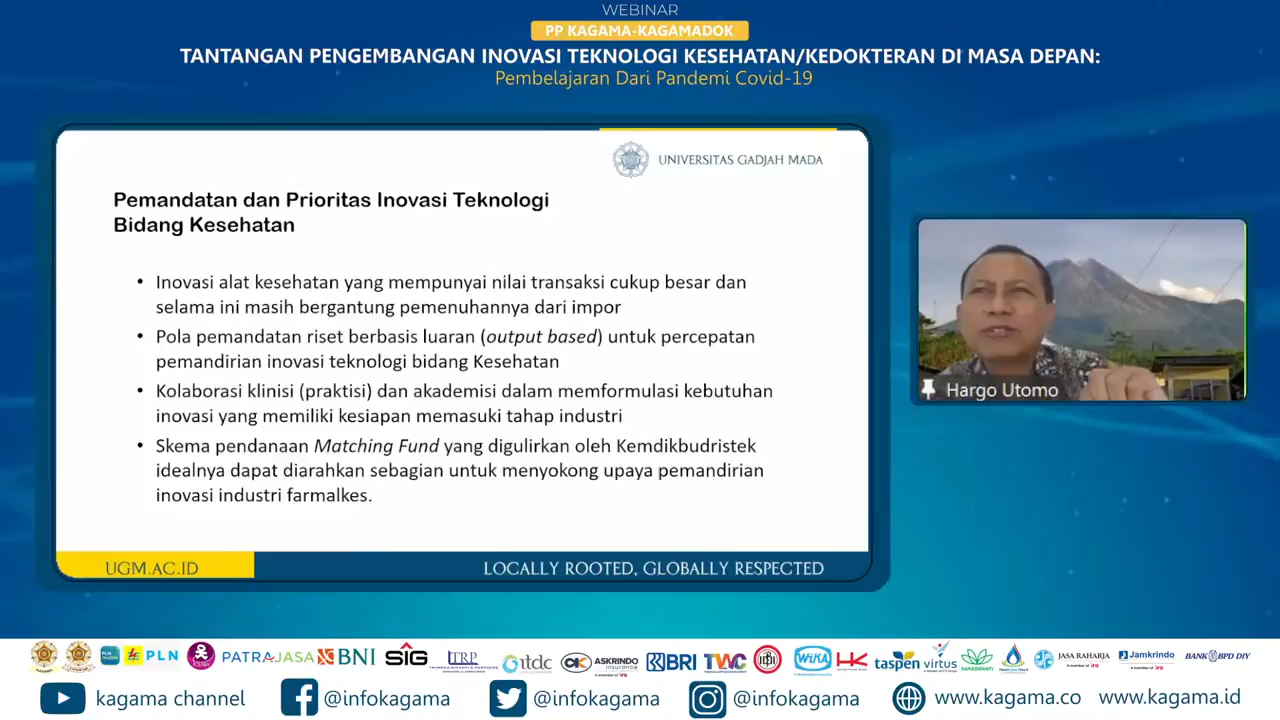 WEBINAR
PP KAGAMA-KAGAMADOK
TANTANGAN PENGEMBANGAN INOVASI TEKNOLOGI KESEHATAN/KEDOKTERAN DI MASA DEPAN:
Pembelajaran Dari Pandemi Covid-19
UNIVERSITAS GADJAH MADA
Pemandatan dan Prioritas Inovasi Teknologi
Bidang Kesehatan
• Inovasi alat kesehatan yang mempunyai nilai transaksi cukup besar dan
selama ini masih bergantung pemenuhannya dari impor
• Pola pemandatan riset berbasis luaran (output based) untuk percepatan
pemandirian inovasi teknologi bidang Kesehatan
• Kolaborasi klinisi (praktisi) dan akademisi dalam memformulasi kebutuhan
inovasi yang memiliki kesiapan memasuki tahap industri
• Skema pendanaan Matching Fund yang digulirkan oleh Kemdikbudristek
idealnya dapat diarahkan sebagian untuk menyokong upaya pemandirian
inovasi industri farmalkes.
UGM.AC.ID
LOCALLY ROOTED, GLOBALLY RESPECTED
Hargo Utomo
PLN PATRAJASA BNI SIG TRP itdc AK ASKRINDO insurance BRI TWC WIKA HK taspen virtus SARASWANTI JASA RAHARJA Jamkrindo BANK BPD DIY
kagama channel @infokagama @infokagama @infokagama www.kagama.co www.kagama.id